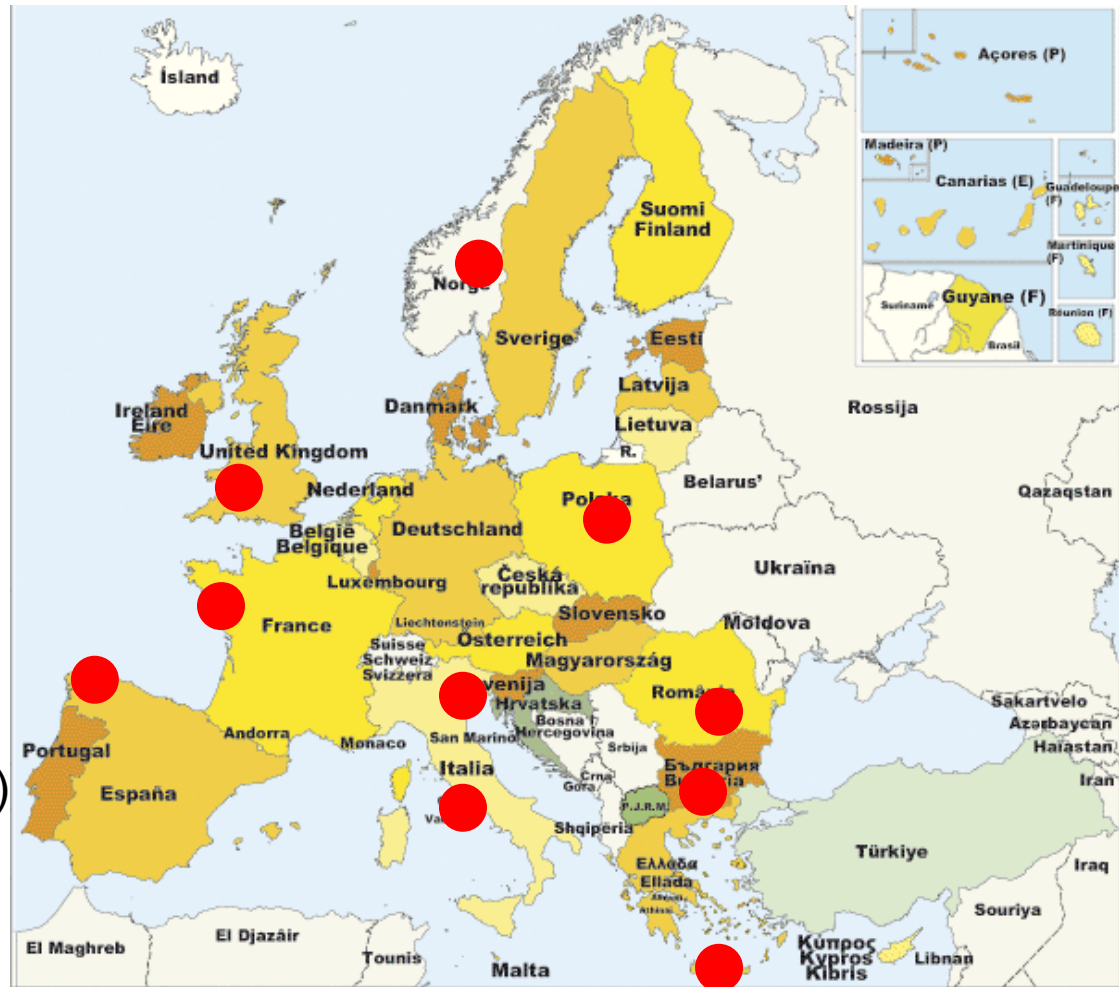 Ísland
Açores (P)
Madeira (P)
Canarias (E)
Guadeloupe
(F)
Martinique
(F)
Guyane (F)
Suriname
Brasil
Réunion (F)
Suomi
Finland
Norge
Sverige
Eesti
Latvija
Lietuva
R.
Rossija
Danmark
Ireland
Éire
United Kingdom
Nederland
Polska
Belarus'
Qazaqstan
België
Belgique
Deutschland
Luxembourg
Česká
republika
Ukraïna
Slovensko
Moldova
France
Liechtenstein
Österreich
Suisse
Schweiz
Svizzera
Magyarország
România
Sakartvelo
Azərbaycan
Haïastan
Iran
Hrvatska
Bosna i
Hercegovina
Srbija
San Marino
Monaco
Andorra
Portugal
España
)
Italia
Crna
Gora
България
P.J.R.M.
Shqipëria
Ελλάδα
Ellada
Türkiye
Iraq
Souriya
Κύπρος
Kypros
Kibris
Libnan
El Maghreb
El Djazâir
Tounis
Malta